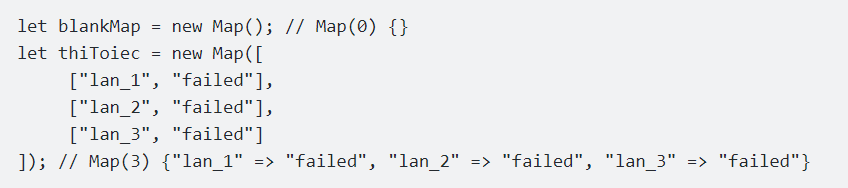 let blankMap = new Map(); // Map(0) {}
let thiToiec = new Map([
     ["lan_1", "failed"],
     ["lan_2", "failed"],
     ["lan_3", "failed"]
]); // Map(3) {"lan_1" => "failed", "lan_2" => "failed", "lan_3" => "failed"}